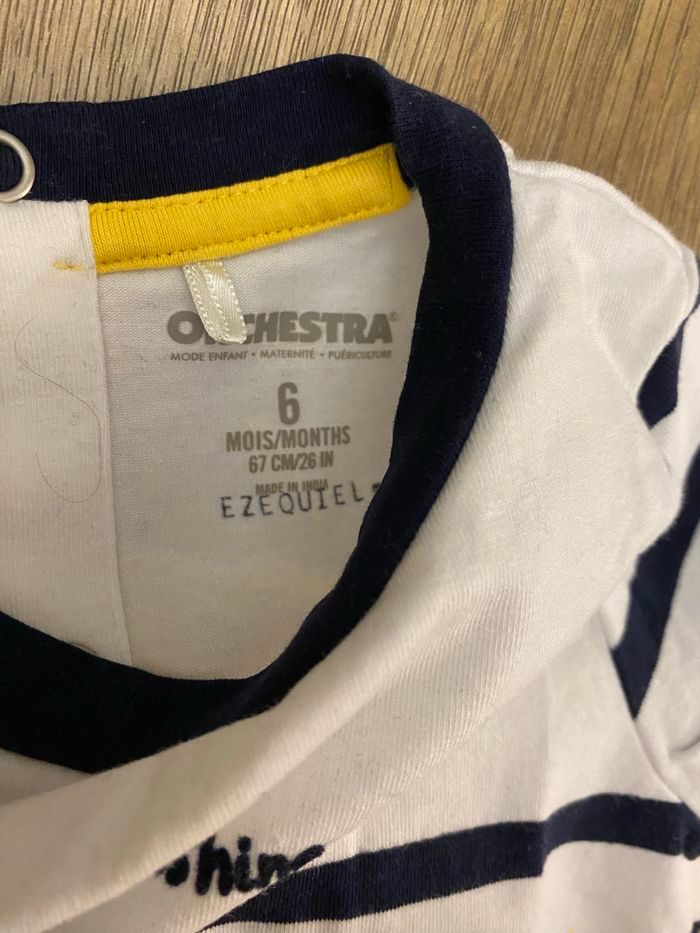 ORCHESTRA®
MODE ENFANT • MATERNITÉ • PUÉRICULTURE
6
MOIS/MONTHS
67 CM/26 IN
MADE IN INDIA
EZEQUIEL